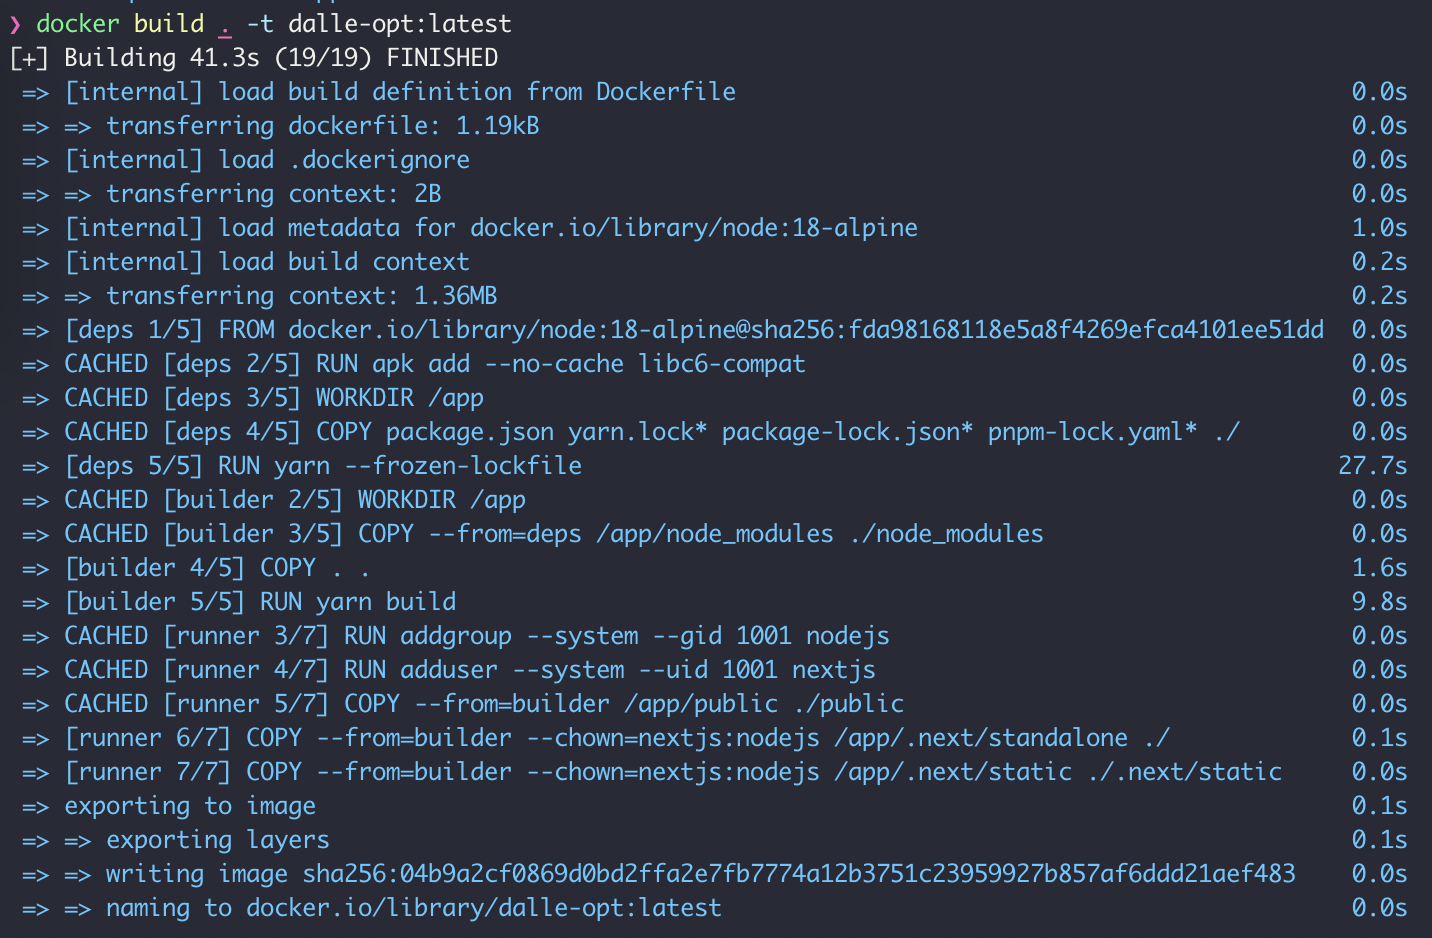 ❯ docker build . -t dalle-opt:latest
[+] Building 41.3s (19/19) FINISHED
=> [internal] load build definition from Dockerfile 0.0s
=> => transferring dockerfile: 1.19kB 0.0s
=> [internal] load .dockerignore 0.0s
=> => transferring context: 2B 0.0s
=> [internal] load metadata for docker.io/library/node:18-alpine 1.0s
=> [internal] load build context 0.2s
=> => transferring context: 1.36MB 0.2s
=> [deps 1/5] FROM docker.io/library/node:18-alpine@sha256:fda98168118e5a8f4269efca4101ee51dd 0.0s
=> CACHED [deps 2/5] RUN apk add --no-cache libc6-compat 0.0s
=> CACHED [deps 3/5] WORKDIR /app 0.0s
=> CACHED [deps 4/5] COPY package.json yarn.lock* package-lock.json* pnpm-lock.yaml* ./ 0.0s
=> [deps 5/5] RUN yarn --frozen-lockfile 27.7s
=> CACHED [builder 2/5] WORKDIR /app 0.0s
=> CACHED [builder 3/5] COPY --from=deps /app/node_modules ./node_modules 0.0s
=> [builder 4/5] COPY . . 1.6s
=> [builder 5/5] RUN yarn build 9.8s
=> CACHED [runner 3/7] RUN addgroup --system --gid 1001 nodejs 0.0s
=> CACHED [runner 4/7] RUN adduser --system --uid 1001 nextjs 0.0s
=> CACHED [runner 5/7] COPY --from=builder /app/public ./public 0.0s
=> [runner 6/7] COPY --from=builder --chown=nextjs:nodejs /app/.next/standalone ./ 0.1s
=> [runner 7/7] COPY --from=builder --chown=nextjs:nodejs /app/.next/static ./.next/static 0.0s
=> exporting to image 0.1s
=> => exporting layers 0.1s
=> => writing image sha256:04b9a2cf0869d0bd2ffa2e7fb7774a12b3751c23959927b857af6ddd21aef483 0.0s
=> => naming to docker.io/library/dalle-opt:latest 0.0s